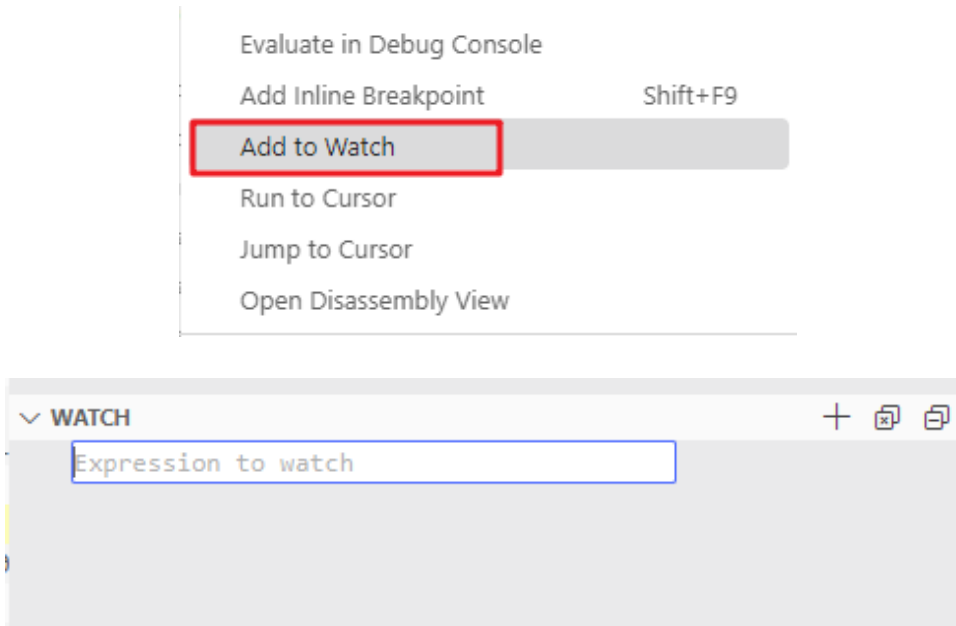 Evaluate in Debug Console
Add Inline Breakpoint Shift+F9
Add to Watch
Run to Cursor
Jump to Cursor
Open Disassembly View
WATCH
Expression to watch